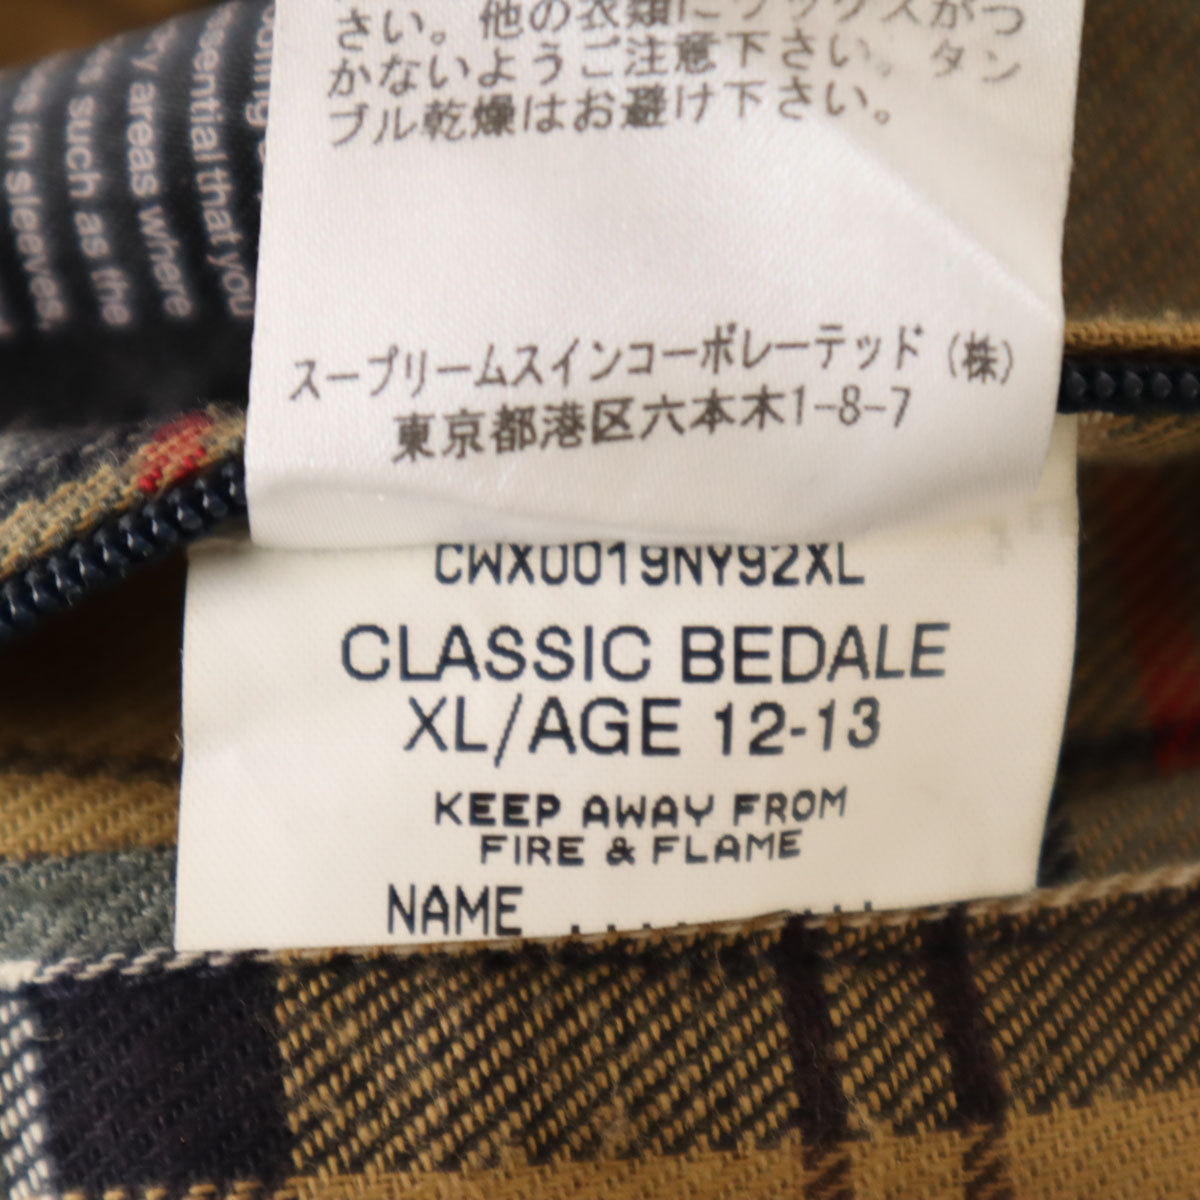 さい。他の衣類にワックスがつ
かないようご注意下さい。タン
ブル乾燥はお避け下さい。
スープリームスインコーポレーテッド（株）
東京都港区六本木1-8-7
CWX0019NY92XL
CLASSIC BEDALE
XL/AGE 12-13
KEEP AWAY FROM
FIRE & FLAME
NAME ..........
sential that you
areas where
such as the
in sleeves,